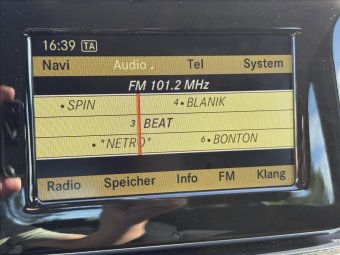 16:39 TA
Navi Audio Tel System
FM 101.2 MHz
SPIN 4 BLANIK
3 BEAT
*NETRO* 6 BONTON
Radio Speicher Info FM Klang